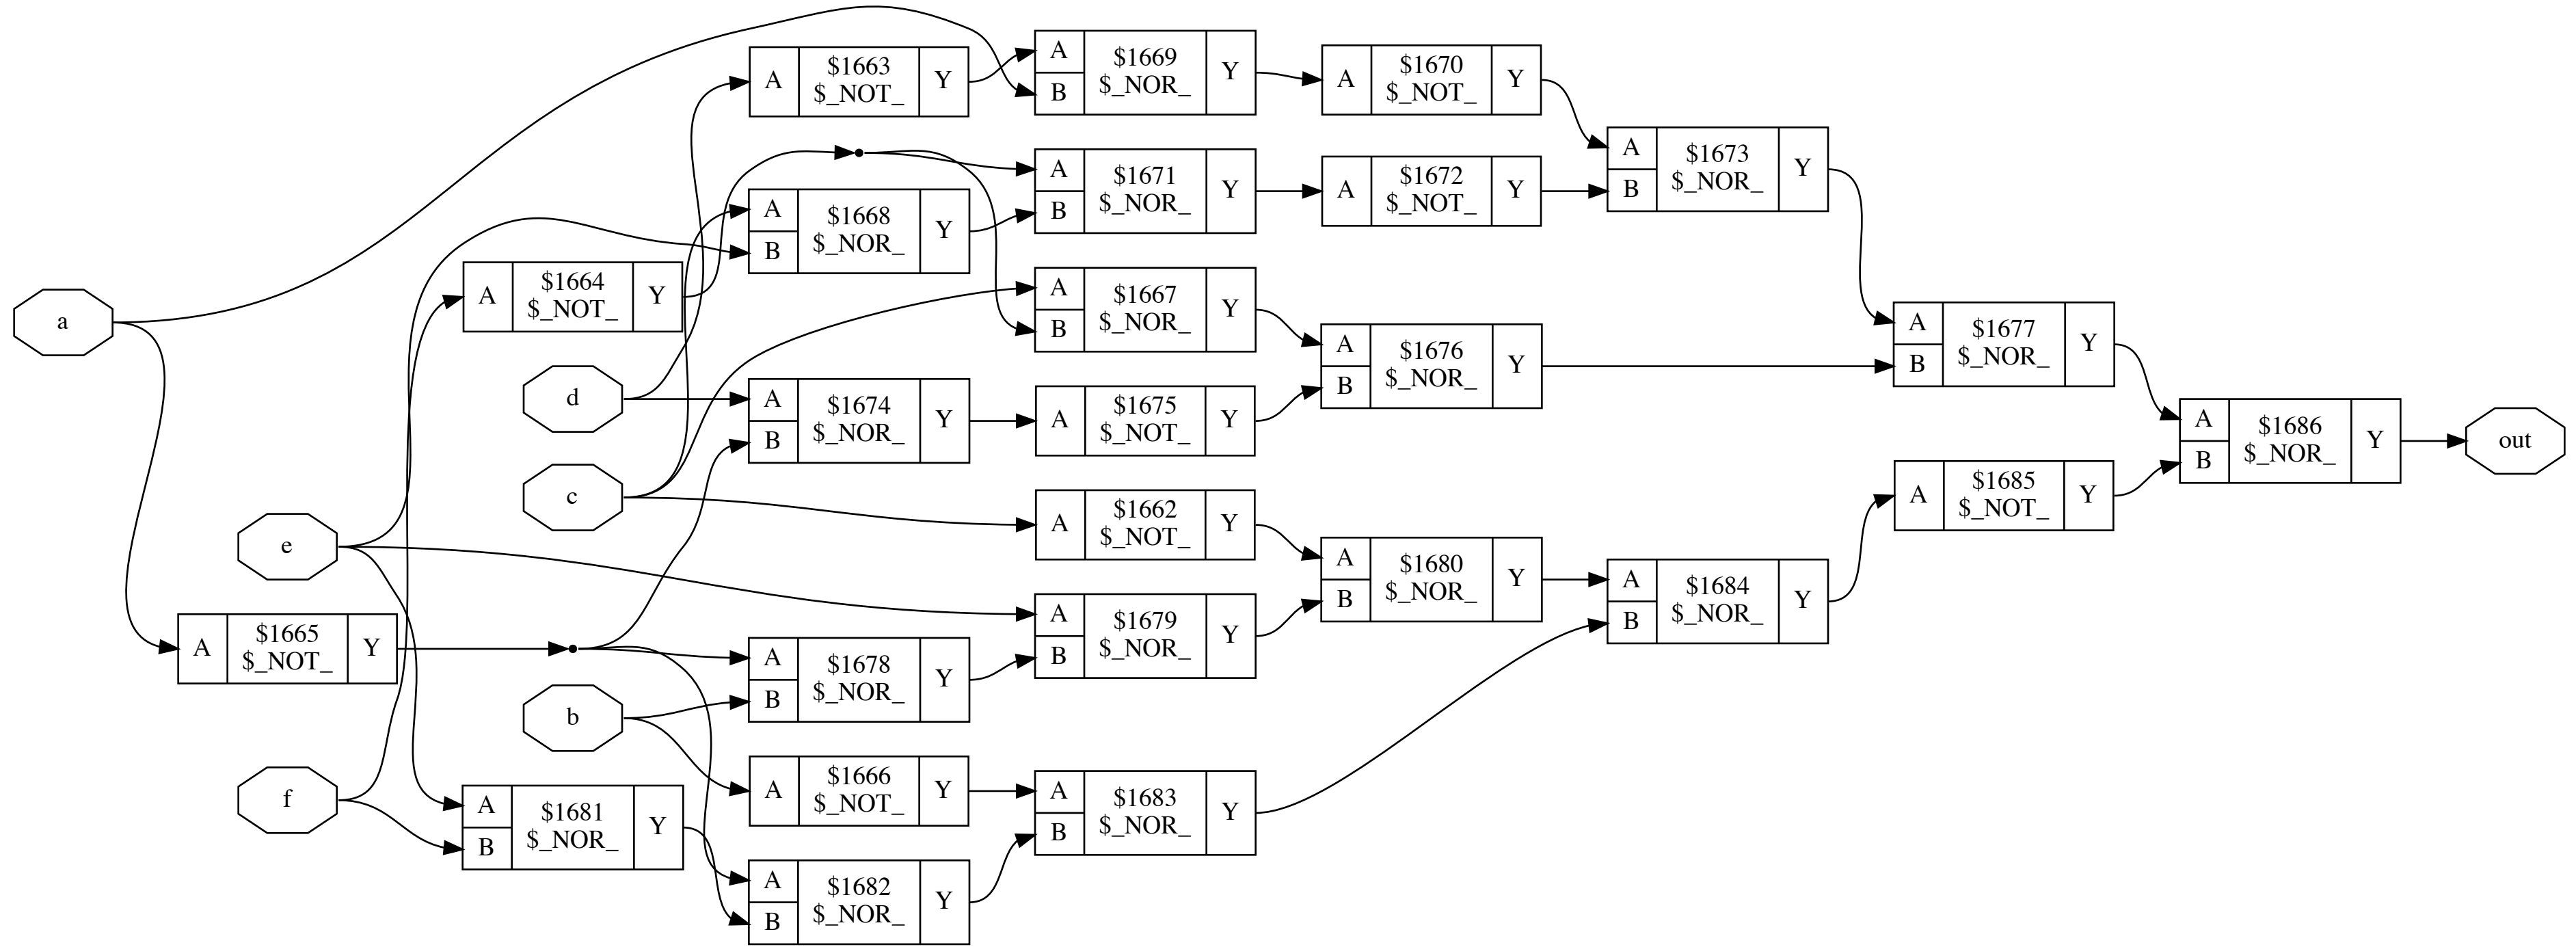 a
e
f
d
c
b
A $1665 $_NOT_ Y
A $1664 $_NOT_ Y
A B $1681 $_NOR_ Y
A $1663 $_NOT_ Y
A B $1668 $_NOR_ Y
A B $1674 $_NOR_ Y
A B $1678 $_NOR_ Y
A $1666 $_NOT_ Y
A B $1682 $_NOR_ Y
A B $1669 $_NOR_ Y
A B $1671 $_NOR_ Y
A B $1667 $_NOR_ Y
A $1675 $_NOT_ Y
A $1662 $_NOT_ Y
A B $1679 $_NOR_ Y
A B $1683 $_NOR_ Y
A $1670 $_NOT_ Y
A $1672 $_NOT_ Y
A B $1676 $_NOR_ Y
A B $1680 $_NOR_ Y
A B $1673 $_NOR_ Y
A B $1684 $_NOR_ Y
A B $1677 $_NOR_ Y
A $1685 $_NOT_ Y
A B $1686 $_NOR_ Y
out